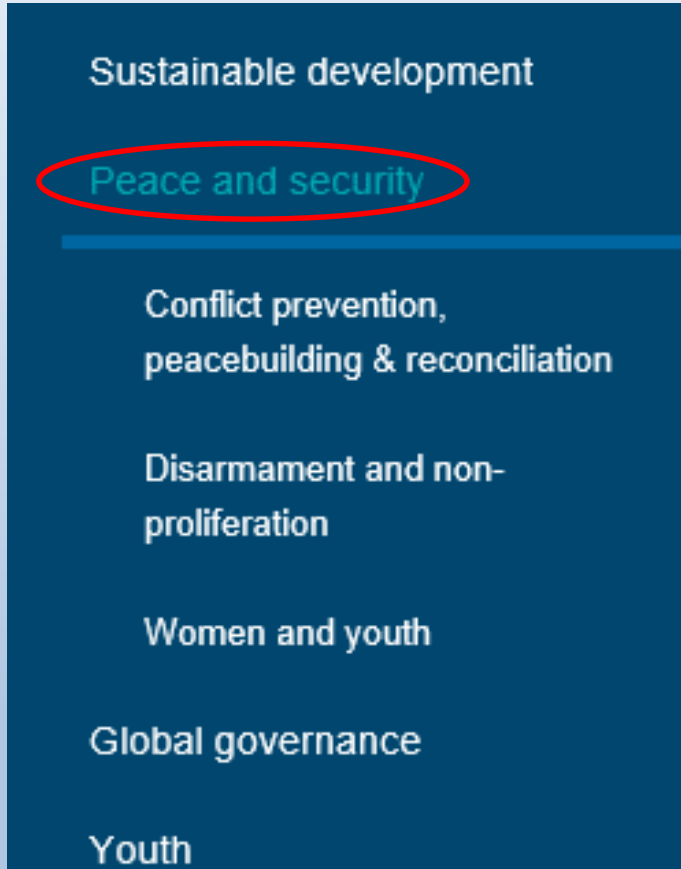 Sustainable development
Peace and security
Conflict prevention,
peacebuilding & reconciliation
Disarmament and non-
proliferation
Women and youth
Global governance
Youth